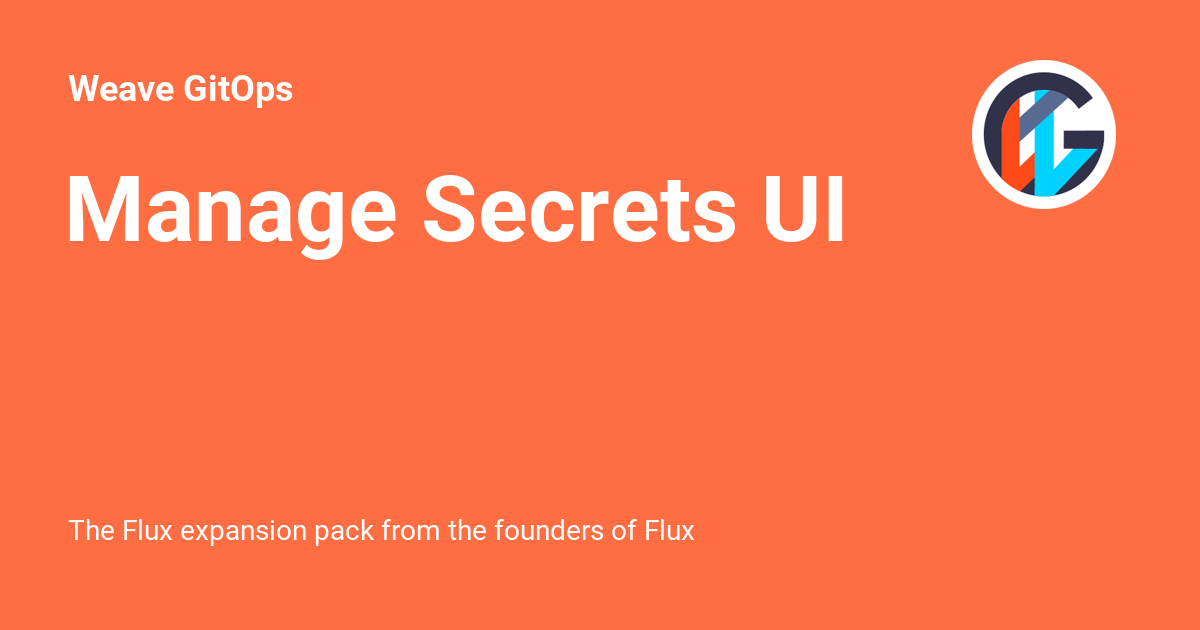 Weave GitOps
Manage Secrets UI
The Flux expansion pack from the founders of Flux